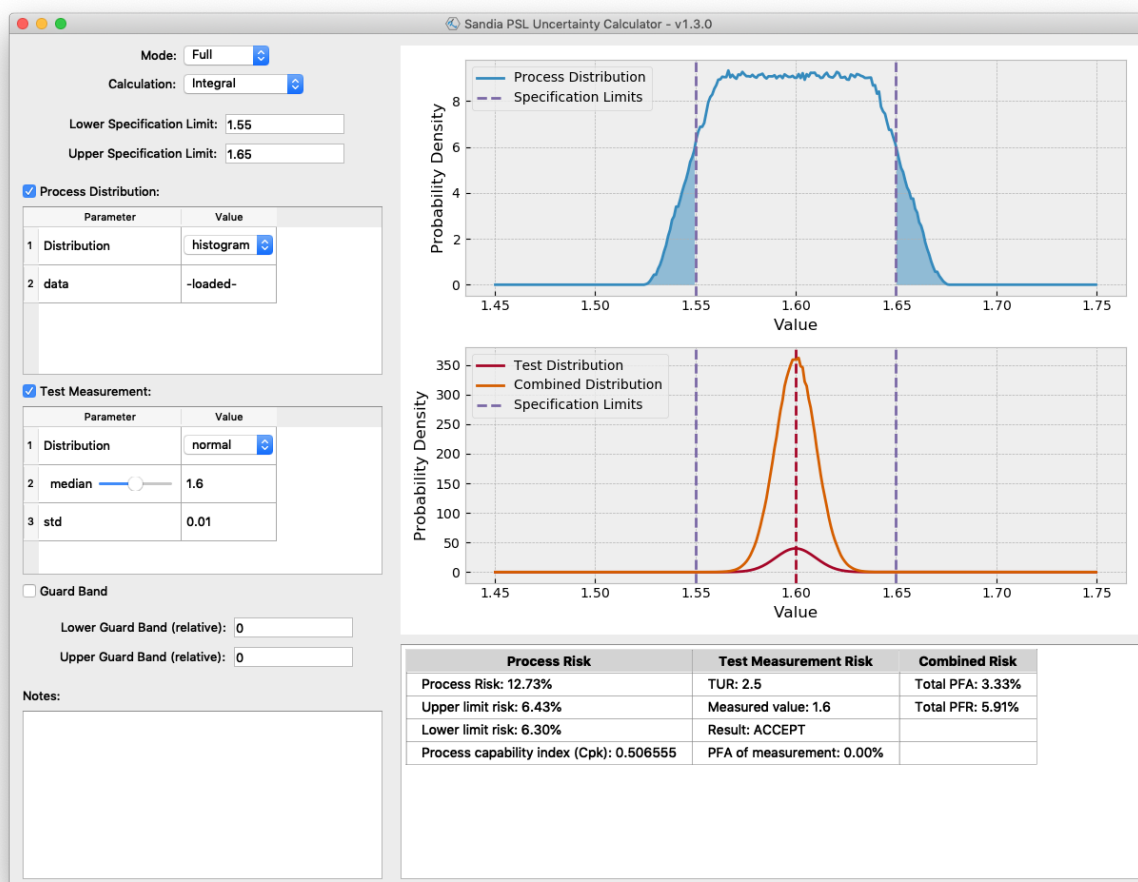 Sandia PSL Uncertainty Calculator - v1.3.0
Mode: Full
Calculation: Integral
Lower Specification Limit: 1.55
Upper Specification Limit: 1.65
Process Distribution:
Parameter Value
1 Distribution histogram
2 data -loaded-
Test Measurement:
Parameter Value
1 Distribution normal
2 median 1.6
3 std 0.01
Guard Band
Lower Guard Band (relative): 0
Upper Guard Band (relative): 0
Notes:
Process Distribution
Specification Limits
Probability Density
8
6
4
2
0
1.45 1.50 1.55 1.60 1.65 1.70 1.75
Value
Test Distribution
Combined Distribution
Specification Limits
Probability Density
350
300
250
200
150
100
50
0
1.45 1.50 1.55 1.60 1.65 1.70 1.75
Value
Process Risk Test Measurement Risk Combined Risk
Process Risk: 12.73% TUR: 2.5 Total PFA: 3.33%
Upper limit risk: 6.43% Measured value: 1.6 Total PFR: 5.91%
Lower limit risk: 6.30% Result: ACCEPT
Process capability index (Cpk): 0.506555 PFA of measurement: 0.00%